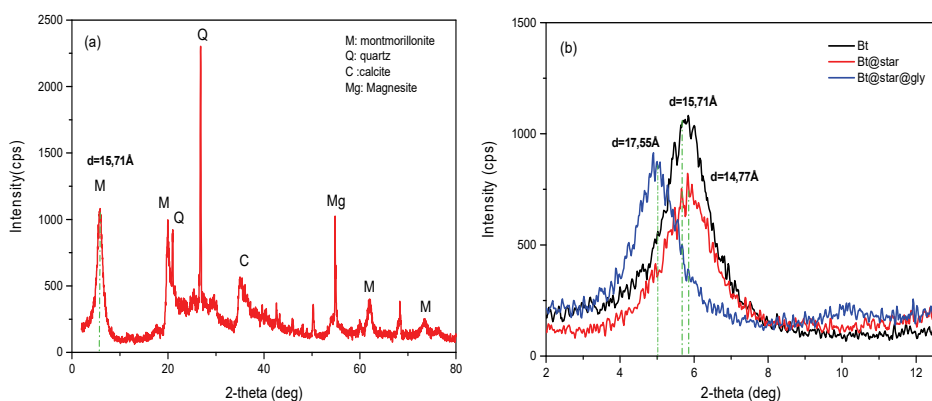 (a)
Q
M: montmorillonite
Q: quartz
C :calcite
Mg: Magnesite
d=15,71Å
M
M
Q
Mg
C
M
M
2500
2000
1500
1000
500
0
0
20
40
60
80
Intensity(cps)
2-theta (deg)
(b)
Bt
Bt@star
Bt@star@gly
d=15,71Å
d=17,55Å
d=14,77Å
1500
1000
500
0
2
4
6
8
10
12
Intensity (cps)
2-theta (deg)